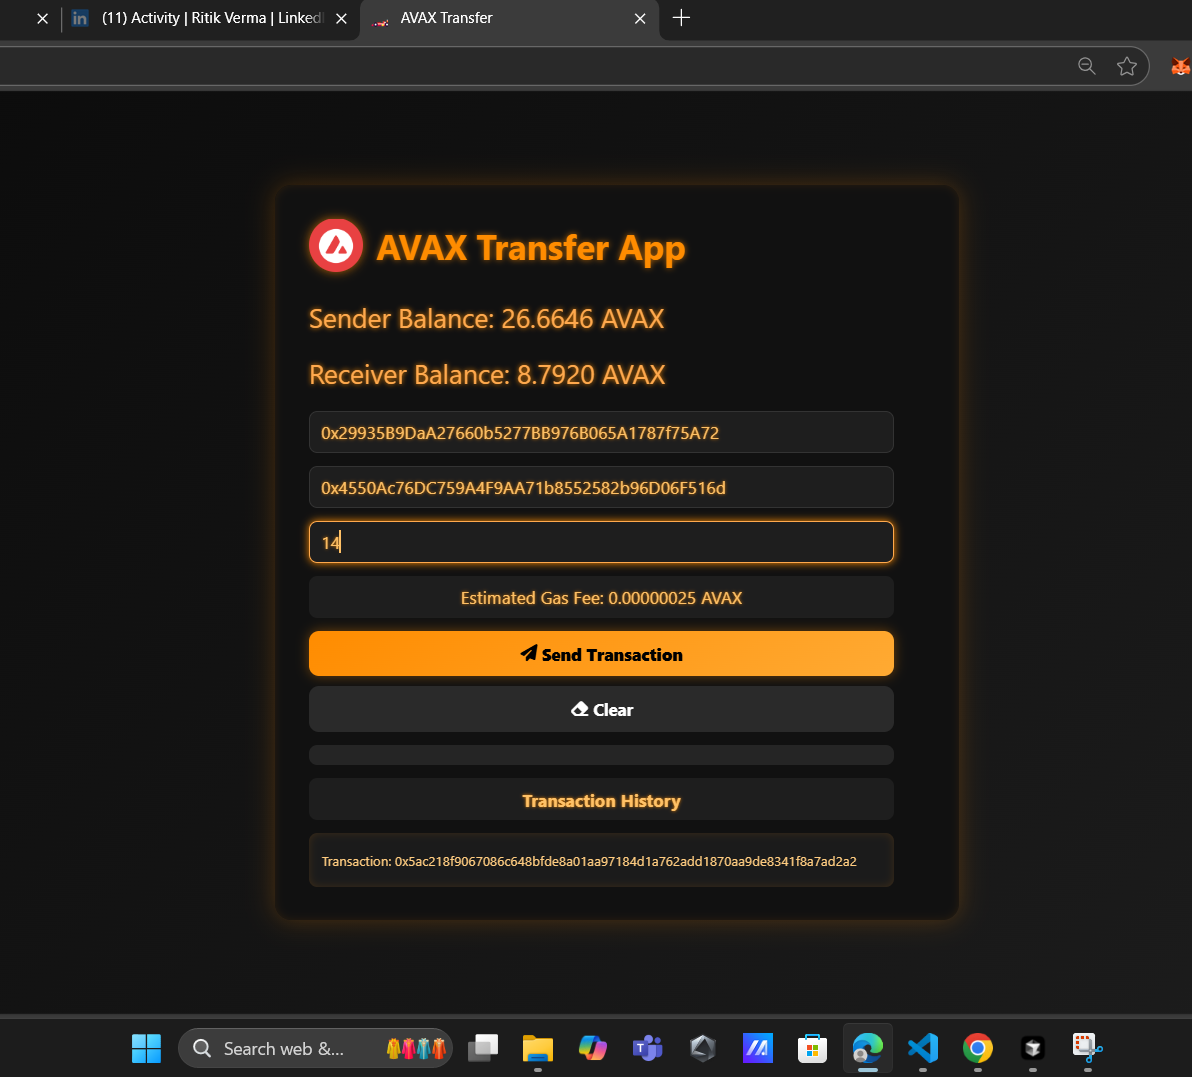 (11) Activity | Ritik Verma | Linked
AVAX Transfer
AVAX Transfer App
Sender Balance: 26.6646 AVAX
Receiver Balance: 8.7920 AVAX
0x29935B9DaA27660b5277BB976B065A1787f75A72
0x4550Ac76DC759A4F9AA71b8552582b96D06F516d
14
Estimated Gas Fee: 0.00000025 AVAX
Send Transaction
Clear
Transaction History
Transaction: 0x5ac218f9067086c648bfde8a01aa97184d1a762add1870aa9de8341f8a7ad2a2
Search web &...